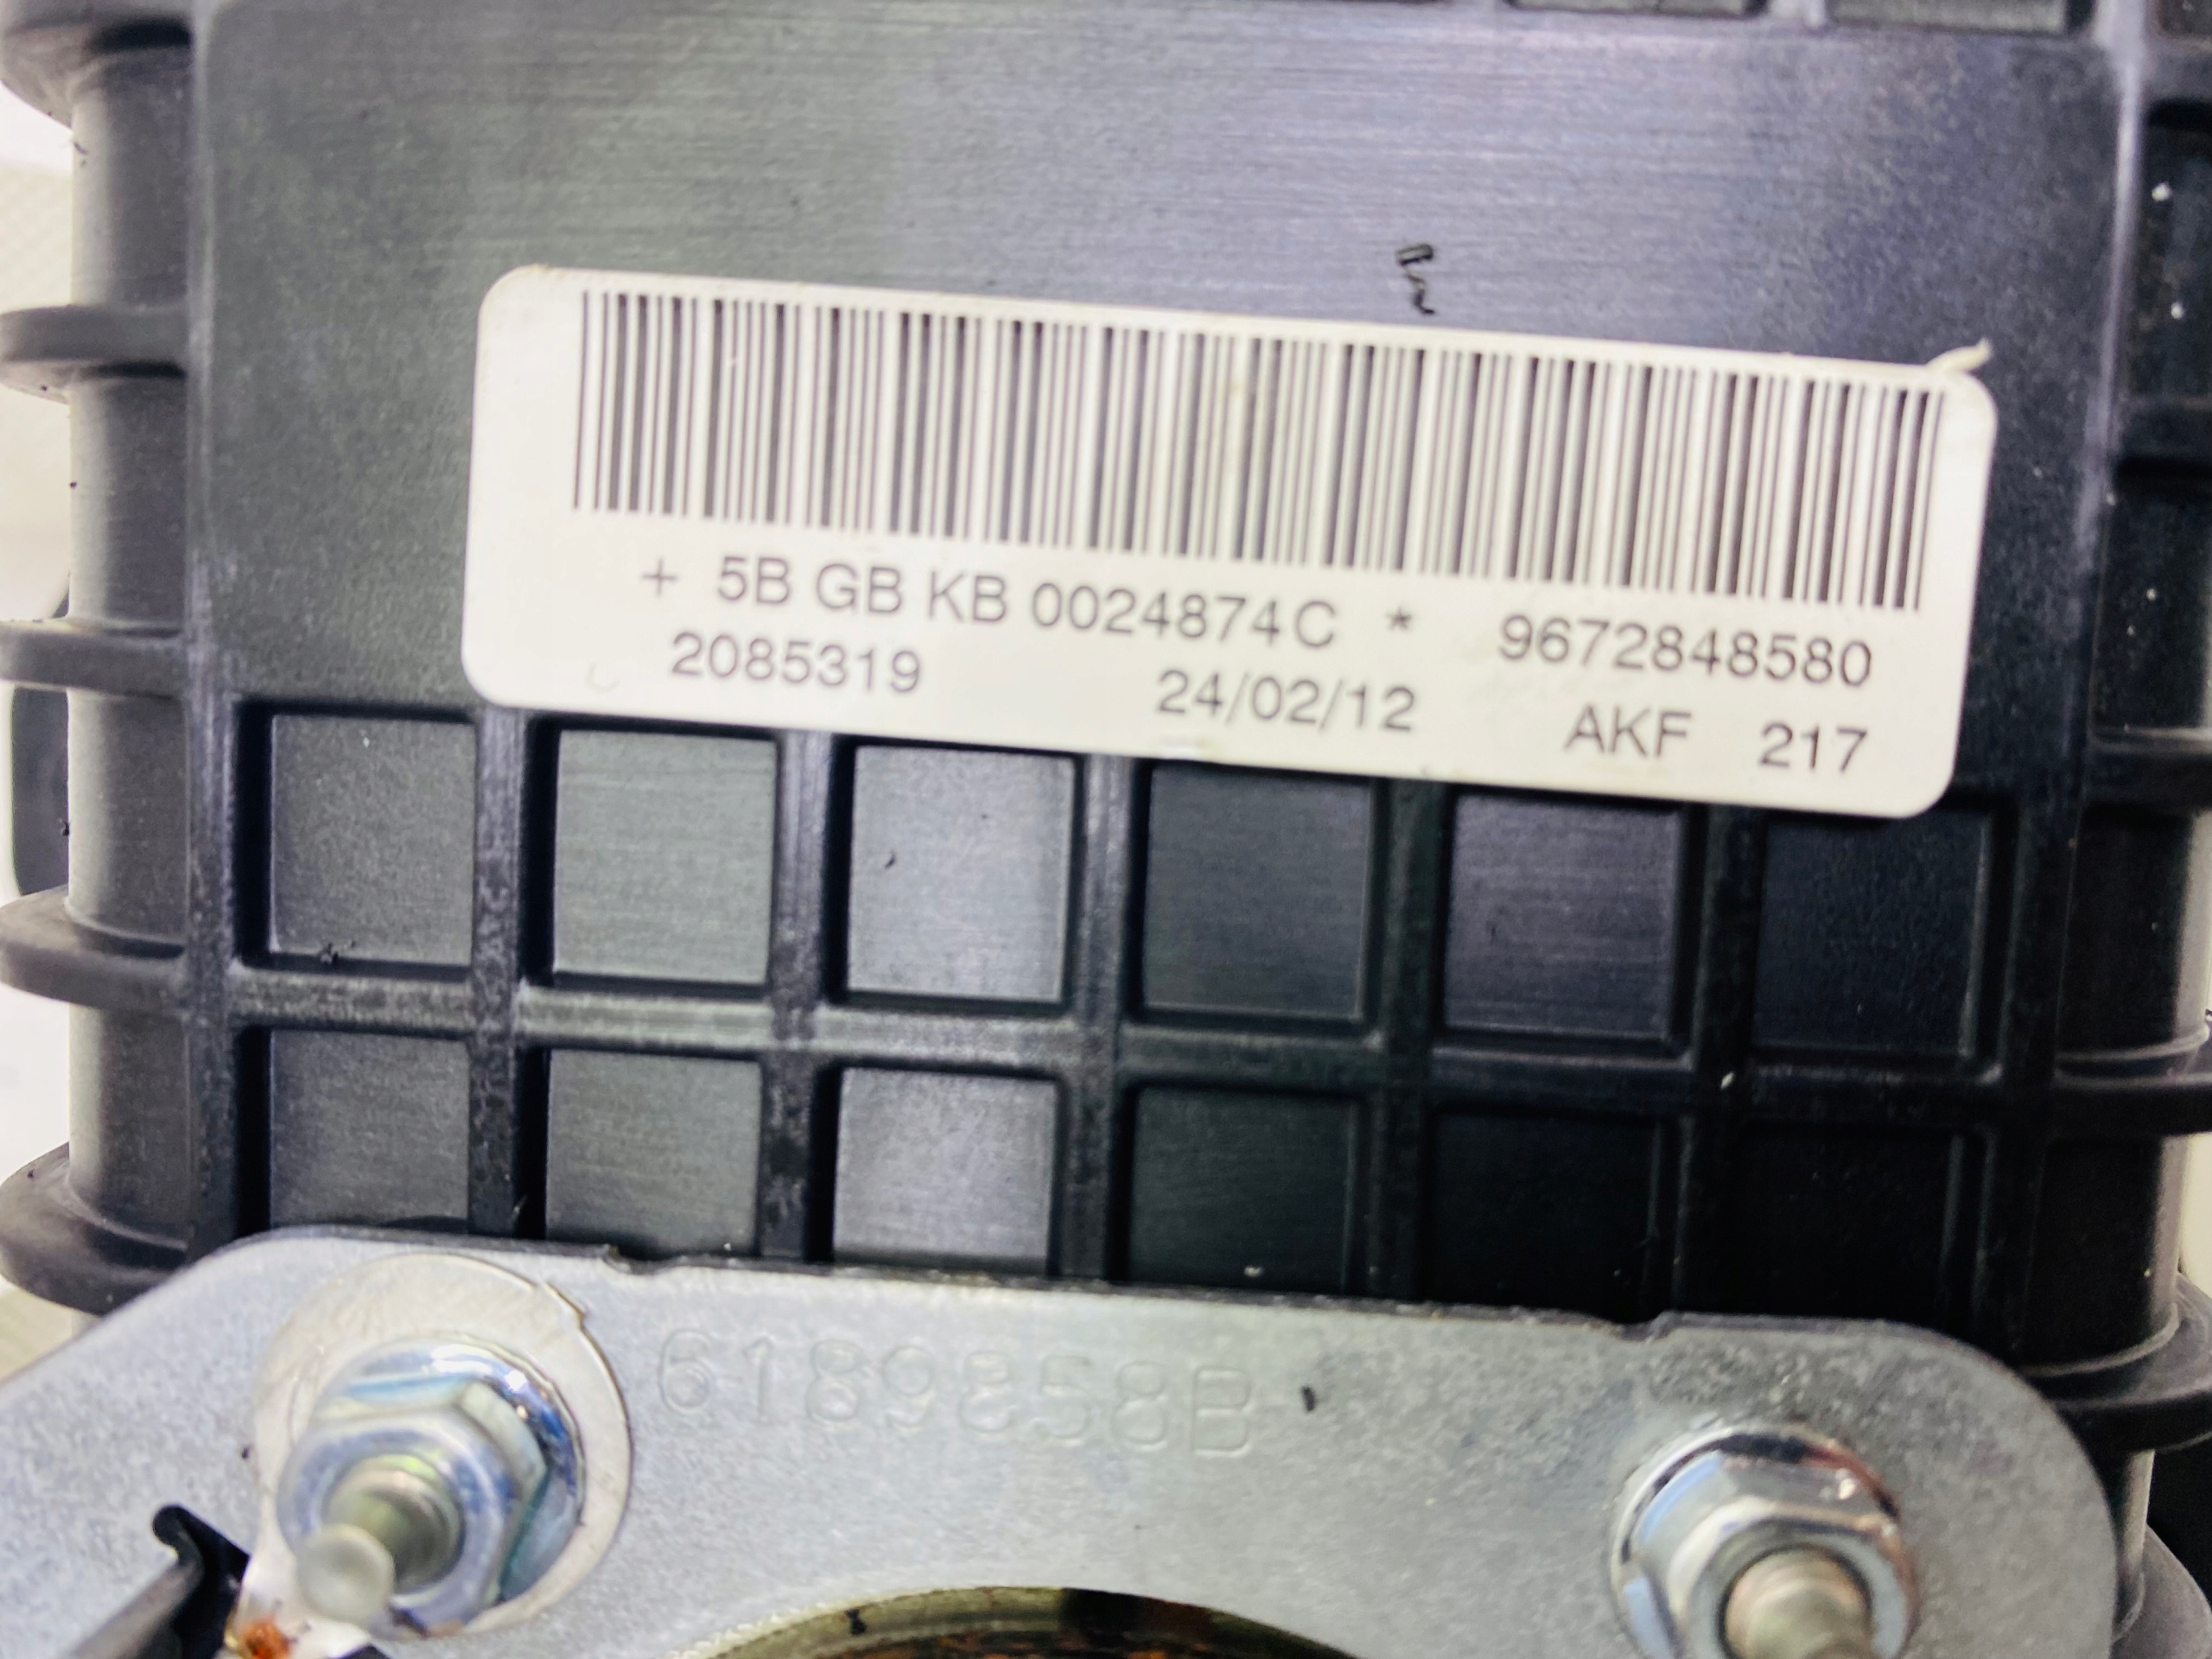 + 5B GB KB 0024874C * 9672848580
2085319 24/02/12 AKF 217
6189858B